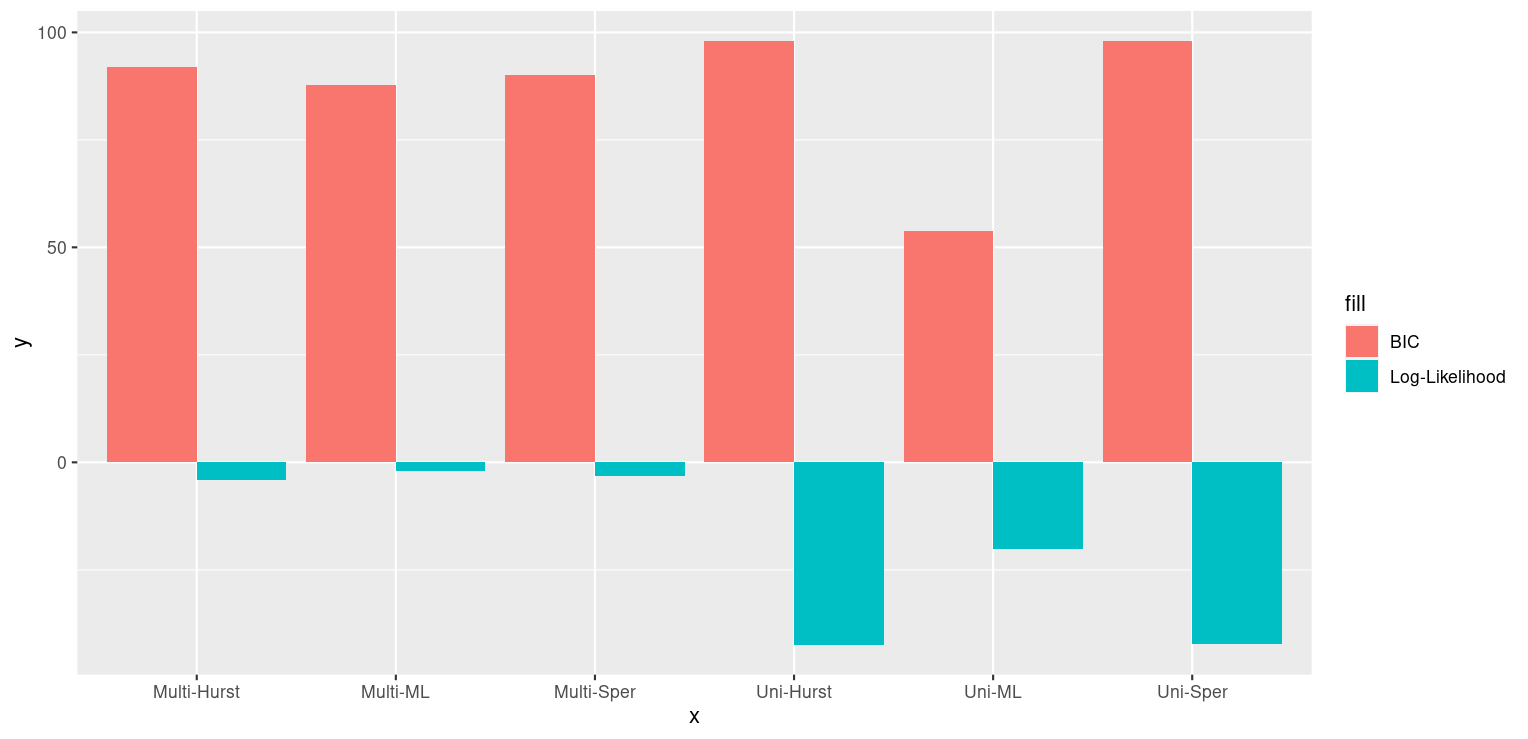 100
50
0
y
Multi-Hurst
Multi-ML
Multi-Sper
Uni-Hurst
Uni-ML
Uni-Sper
x
fill
BIC
Log-Likelihood